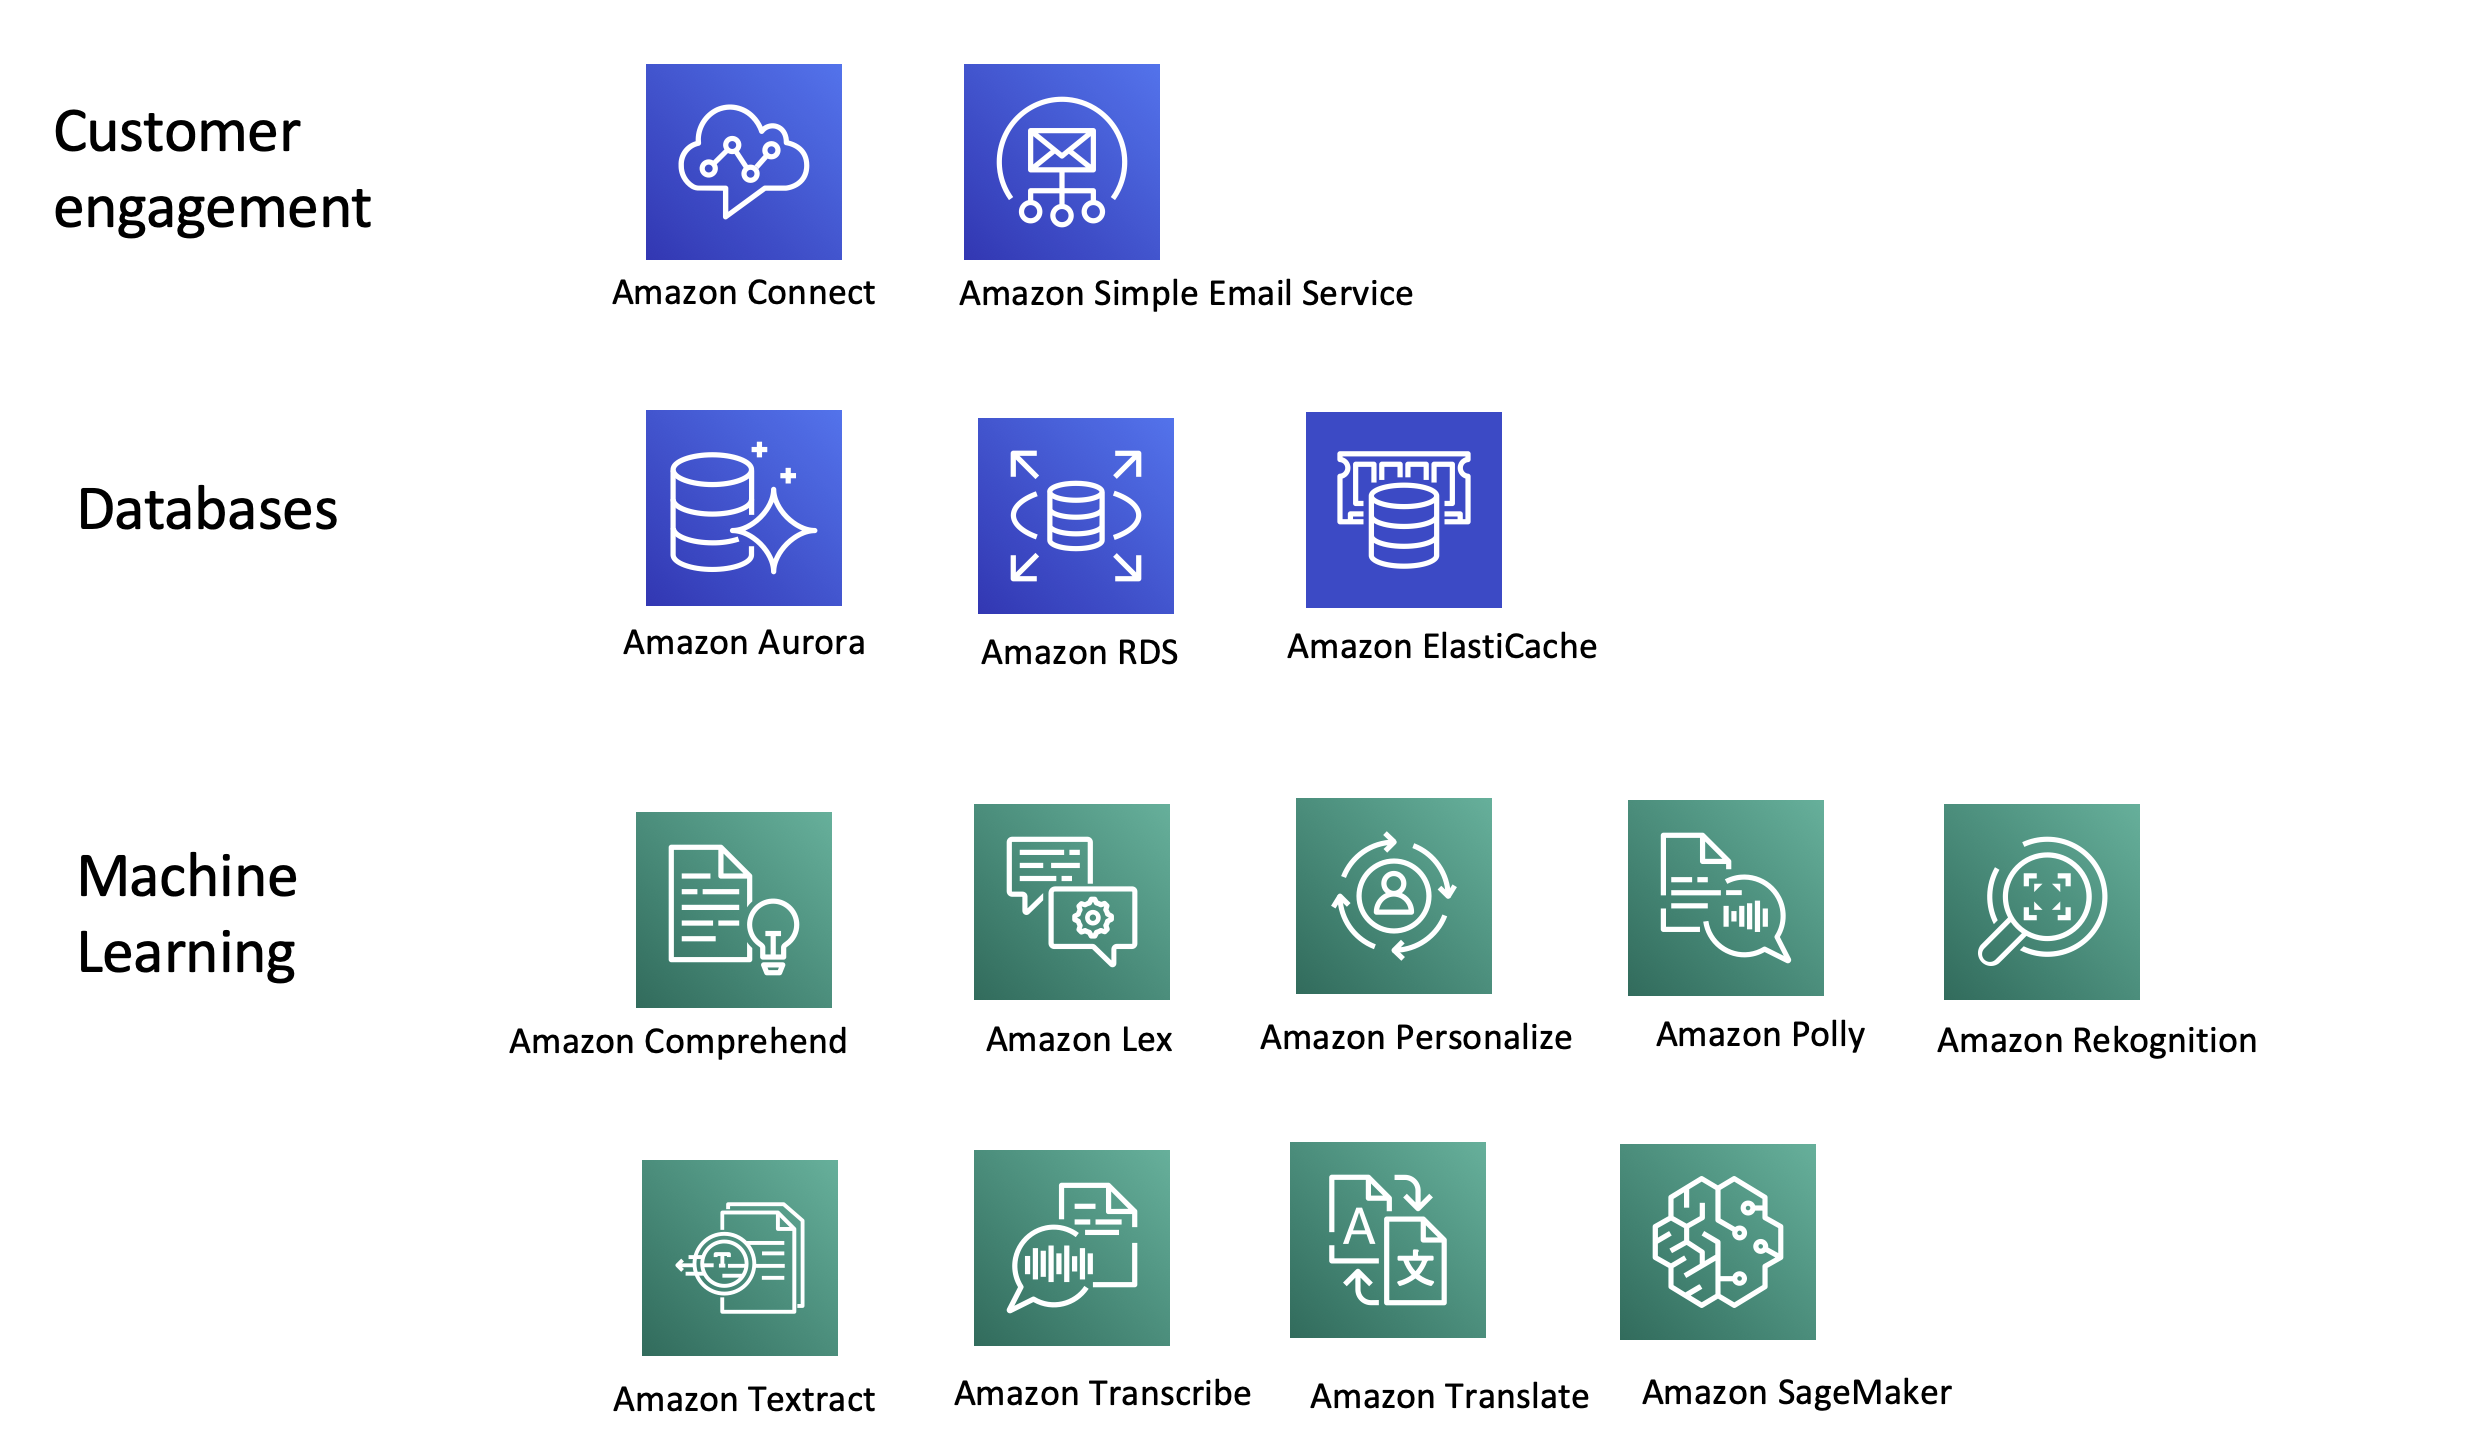 Customer
engagement
Amazon Connect
Amazon Simple Email Service
Databases
Amazon Aurora
Amazon RDS
Amazon ElastiCache
Machine
Learning
Amazon Comprehend
Amazon Lex
Amazon Personalize
Amazon Polly
Amazon Rekognition
T
A
文
Amazon Textract
Amazon Transcribe
Amazon Translate
Amazon SageMaker